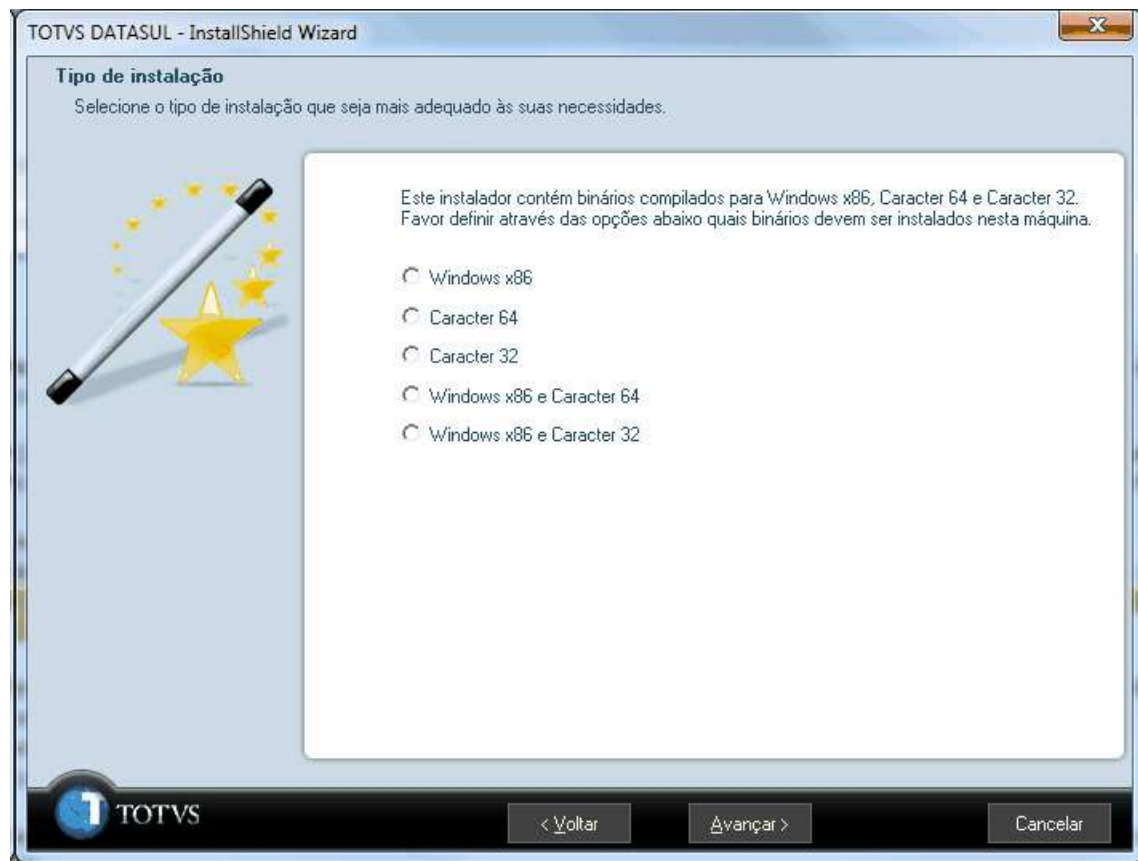 TOTVS DATASUL - InstallShield Wizard
Tipo de instalação
Selecione o tipo de instalação que seja mais adequado às suas necessidades.
Este instalador contém binários compilados para Windows x86, Caracter 64 e Caracter 32.
Favor definir através das opções abaixo quais binários devem ser instalados nesta máquina.
Windows x86
Caracter 64
Caracter 32
Windows x86 e Caracter 64
Windows x86 e Caracter 32
TOTVS
< Voltar
Avançar >
Cancelar